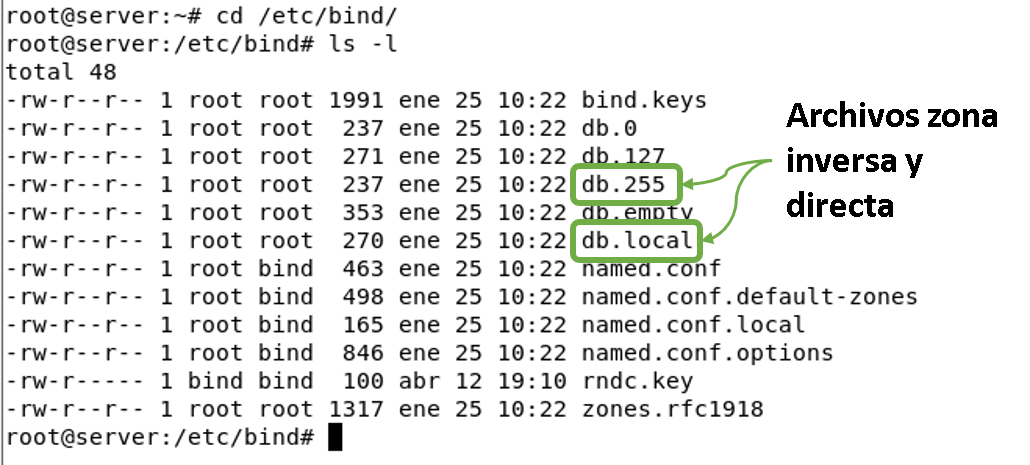 root@server:~# cd /etc/bind/
root@server:/etc/bind# ls -l
total 48
-rw-r--r-- 1 root root 1991 ene 25 10:22 bind.keys
-rw-r--r-- 1 root root  237 ene 25 10:22 db.0
-rw-r--r-- 1 root root  271 ene 25 10:22 db.127
-rw-r--r-- 1 root root  237 ene 25 10:22 db.255
-rw-r--r-- 1 root root  353 ene 25 10:22 db.empty
-rw-r--r-- 1 root root  270 ene 25 10:22 db.local
-rw-r--r-- 1 root bind  463 ene 25 10:22 named.conf
-rw-r--r-- 1 root bind  498 ene 25 10:22 named.conf.default-zones
-rw-r--r-- 1 root bind  165 ene 25 10:22 named.conf.local
-rw-r--r-- 1 root bind  846 ene 25 10:22 named.conf.options
-rw-r----- 1 bind bind  100 abr 12 19:10 rndc.key
-rw-r--r-- 1 root root 1317 ene 25 10:22 zones.rfc1918
root@server:/etc/bind#
Archivos zona
inversa y
directa